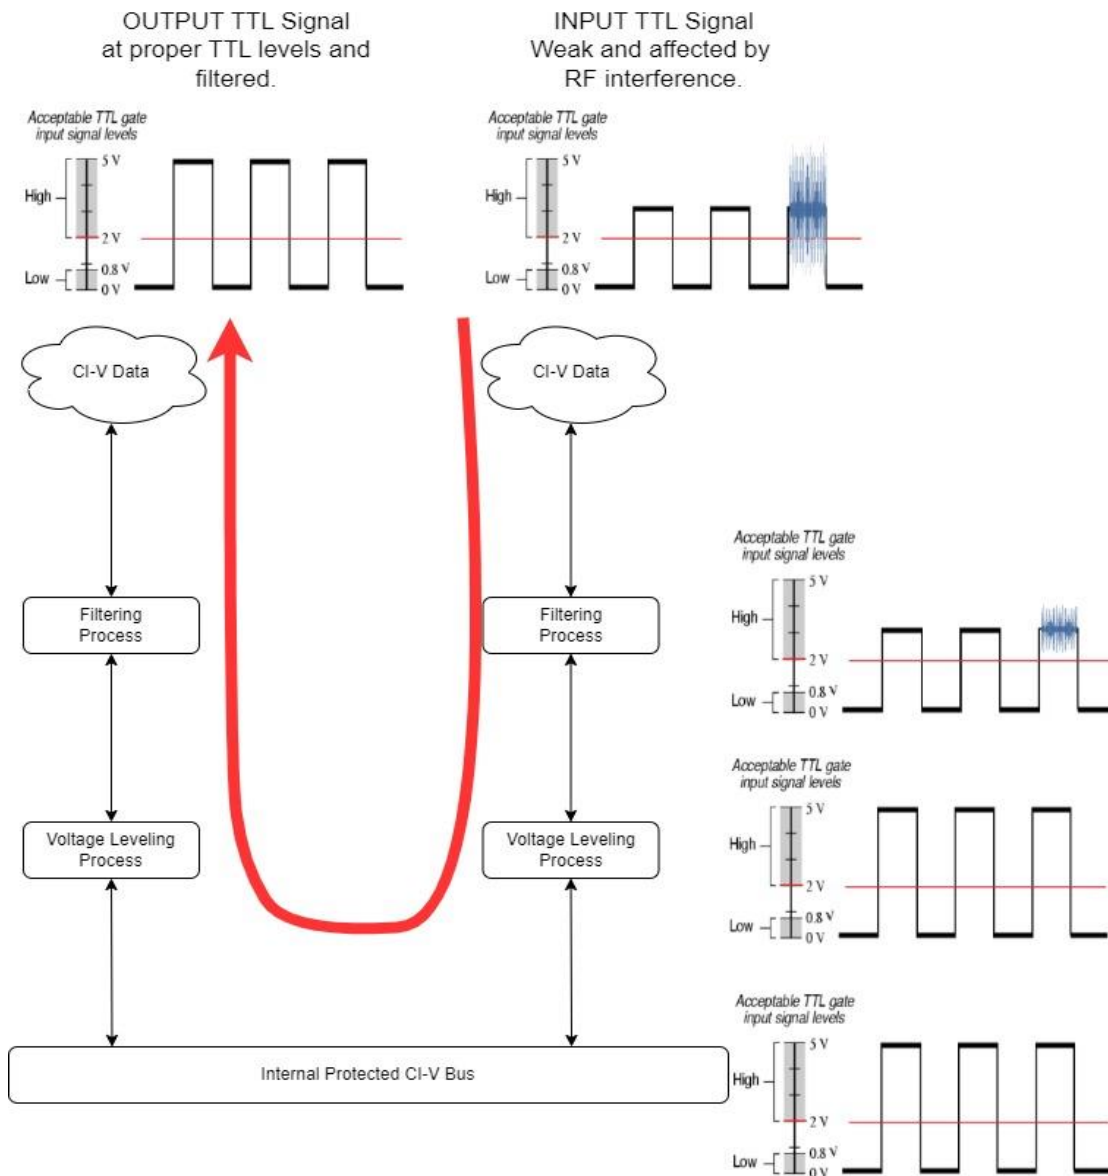 OUTPUT TTL Signal
at proper TTL levels and
filtered.
INPUT TTL Signal
Weak and affected by
RF interference.
Acceptable TTL gate
input signal levels
5 V
High
2 V
0.8 V
Low
0 V
Acceptable TTL gate
input signal levels
5 V
High
2 V
0.8 V
Low
0 V
CI-V Data
CI-V Data
Filtering
Process
Filtering
Process
Acceptable TTL gate
input signal levels
5 V
High
2 V
0.8 V
Low
0 V
Voltage Leveling
Process
Voltage Leveling
Process
Acceptable TTL gate
input signal levels
5 V
High
2 V
0.8 V
Low
0 V
Internal Protected CI-V Bus
Acceptable TTL gate
input signal levels
5 V
High
2 V
0.8 V
Low
0 V